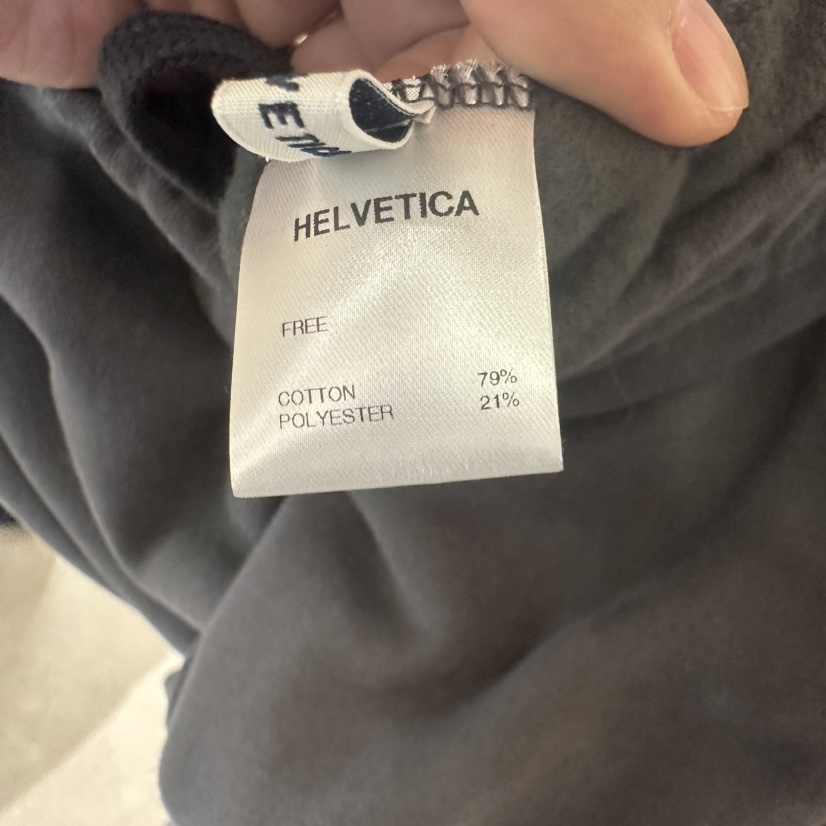 HELVETICA
FREE
COTTON 79%
POLYESTER 21%